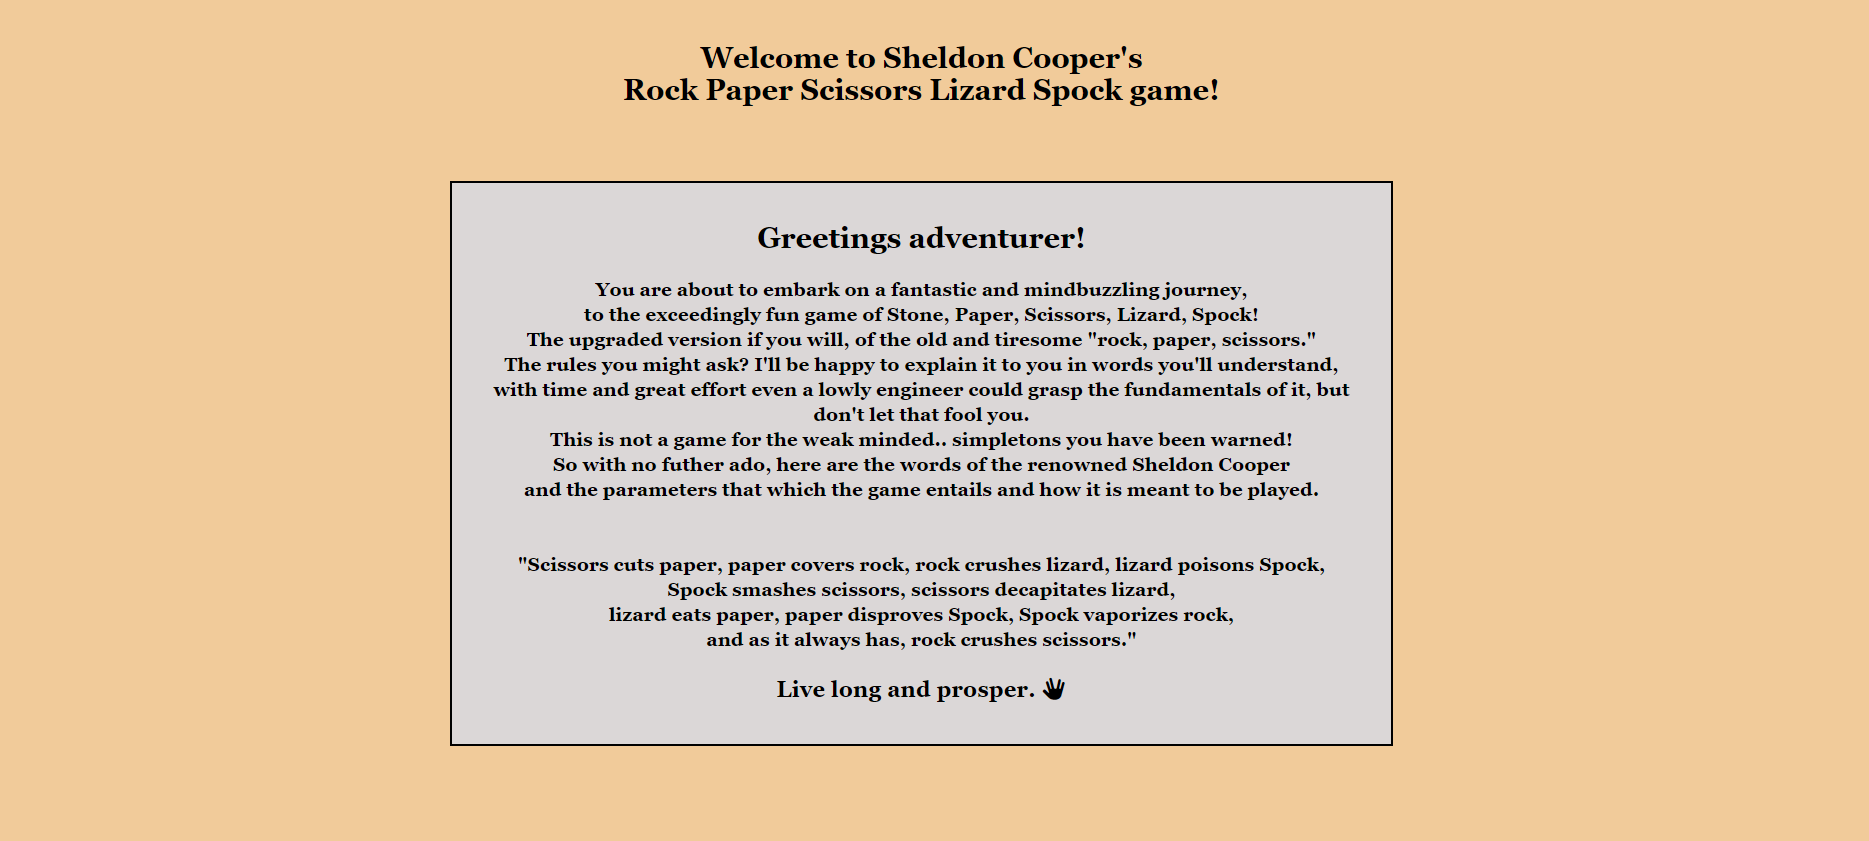 Welcome to Sheldon Cooper's
Rock Paper Scissors Lizard Spock game!
Greetings adventurer!
You are about to embark on a fantastic and mindbuzzling journey,
to the exceedingly fun game of Stone, Paper, Scissors, Lizard, Spock!
The upgraded version if you will, of the old and tiresome "rock, paper, scissors."
The rules you might ask? I'll be happy to explain it to you in words you'll understand,
with time and great effort even a lowly engineer could grasp the fundamentals of it, but
don't let that fool you.
This is not a game for the weak minded.. simpletons you have been warned!
So with no futher ado, here are the words of the renowned Sheldon Cooper
and the parameters that which the game entails and how it is meant to be played.
"Scissors cuts paper, paper covers rock, rock crushes lizard, lizard poisons Spock,
Spock smashes scissors, scissors decapitates lizard,
lizard eats paper, paper disproves Spock, Spock vaporizes rock,
and as it always has, rock crushes scissors."
Live long and prosper.